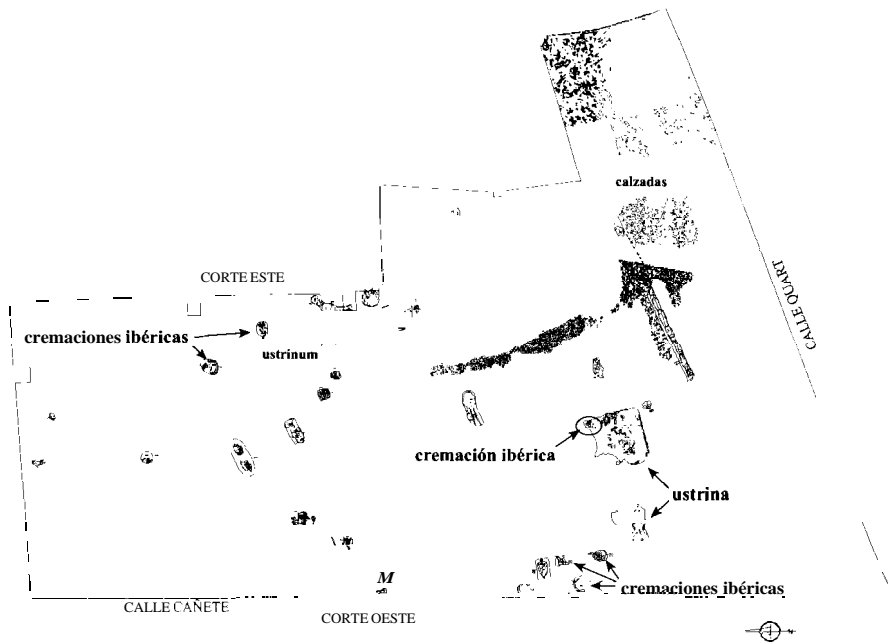 calzadas
CORTE ESTE
CALLE QUART
cremaciones ibéricas
ustrinum
cremación ibérica
ustrina
M
cremaciones ibéricas
CALLE CAÑETE
CORTE OESTE